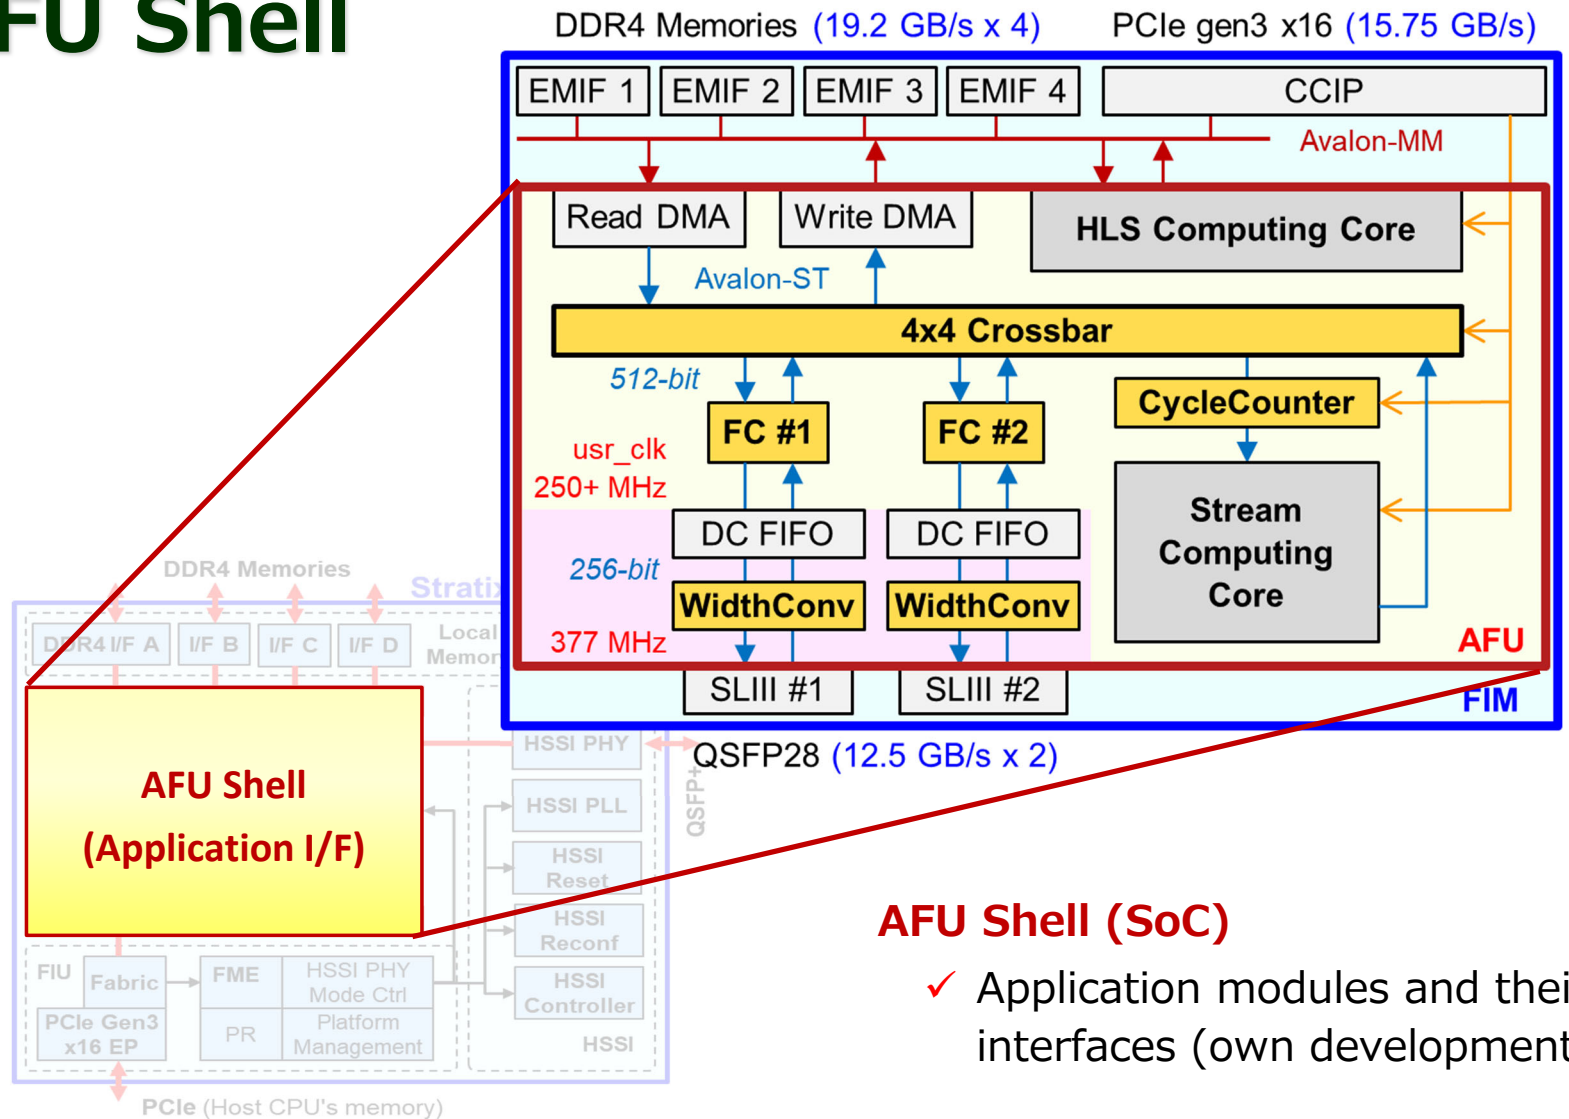 FU Shell
DDR4 Memories (19.2 GB/s x 4)
PCIe gen3 x16 (15.75 GB/s)
EMIF 1
EMIF 2
EMIF 3
EMIF 4
CCIP
Avalon-MM
Read DMA
Write DMA
HLS Computing Core
Avalon-ST
4x4 Crossbar
512-bit
FC #1
FC #2
CycleCounter
usr_clk
250+ MHz
Stream
Computing
Core
DC FIFO
DC FIFO
256-bit
WidthConv
WidthConv
377 MHz
AFU
SLIII #1
SLIII #2
FIM
QSFP28 (12.5 GB/s x 2)
DDR4 Memories
Stratix
DDR4 I/F A
I/F B
I/F C
I/F D
Local
Memor
AFU Shell
(Application I/F)
HSSI PHY
QSFP+
HSSI PLL
HSSI
Reset
HSSI
Reconf
HSSI
Controller
HSSI
FIU
Fabric
FME
HSSI PHY
Mode Ctrl
PCIe Gen3
x16 EP
PR
Platform
Management
PCIe (Host CPU's memory)
AFU Shell (SoC)
✓ Application modules and thei
interfaces (own development